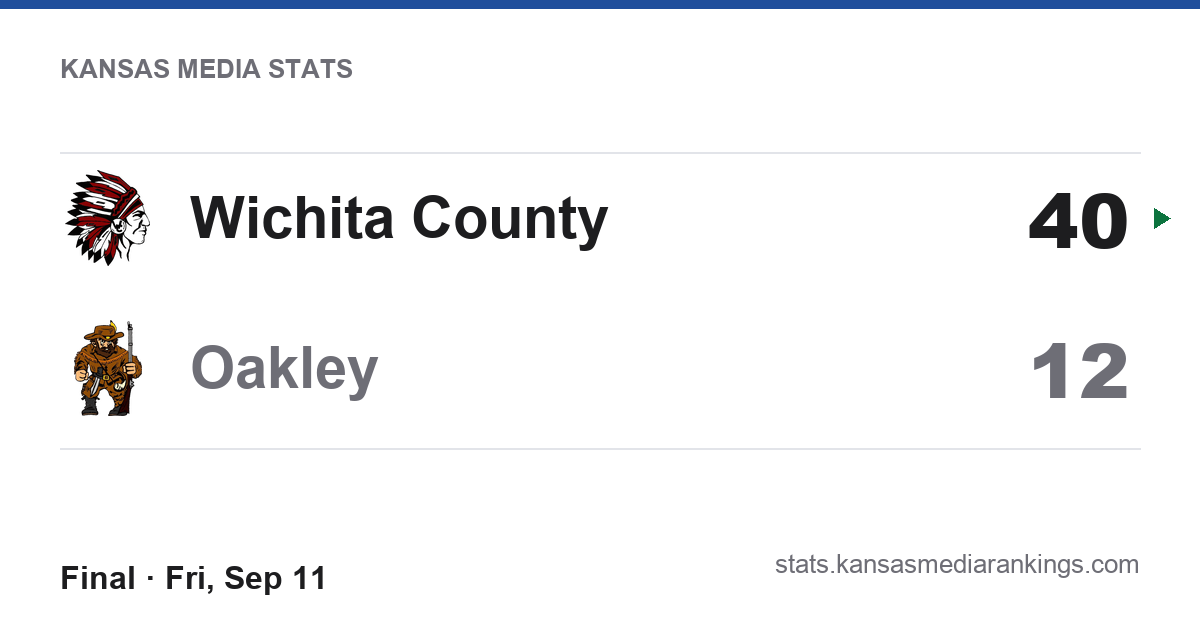 KANSAS MEDIA STATS
Wichita County 40
Oakley 12
Final · Fri, Sep 11
stats.kansasmediarankings.com